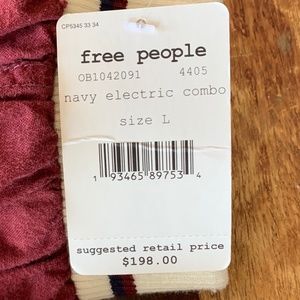 CP5345 33 34
free people
OB1042091 4405
navy electric combo
size L
1 93465 89753 4
suggested retail price
$198.00